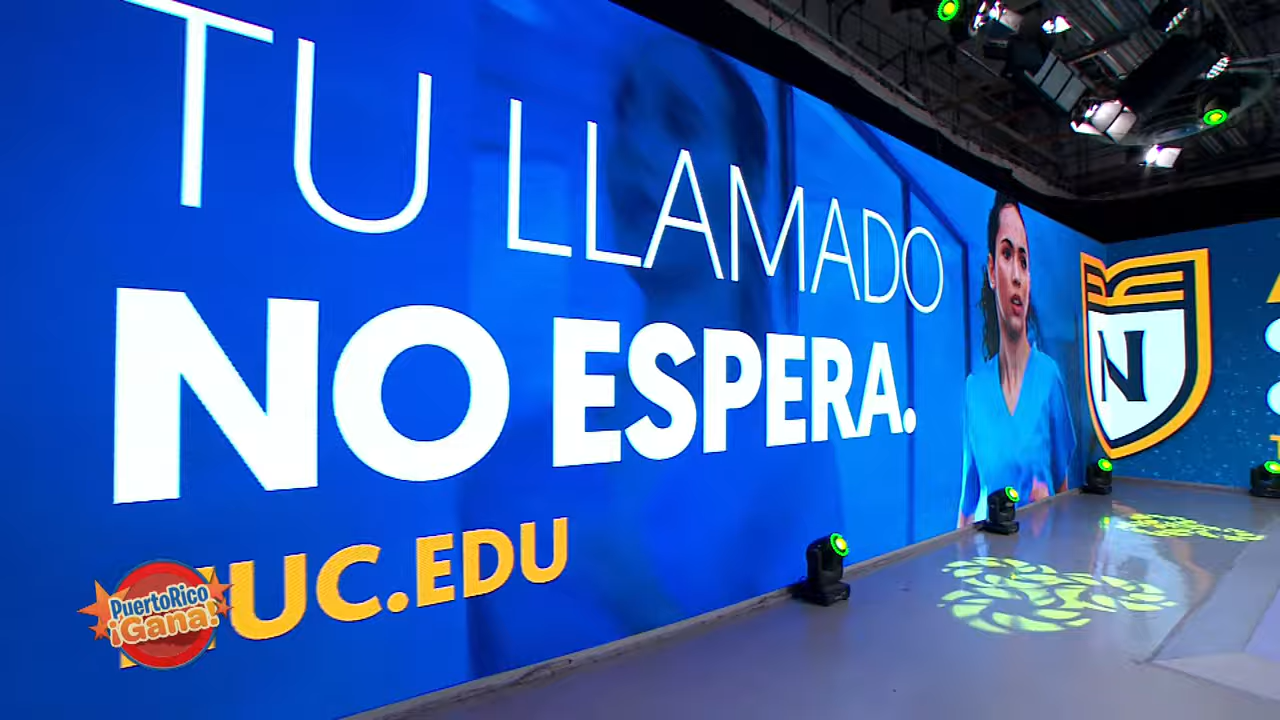 TU LLAMADO
NO ESPERA.
UC.EDU
PuertoRico
¡Gana!
N